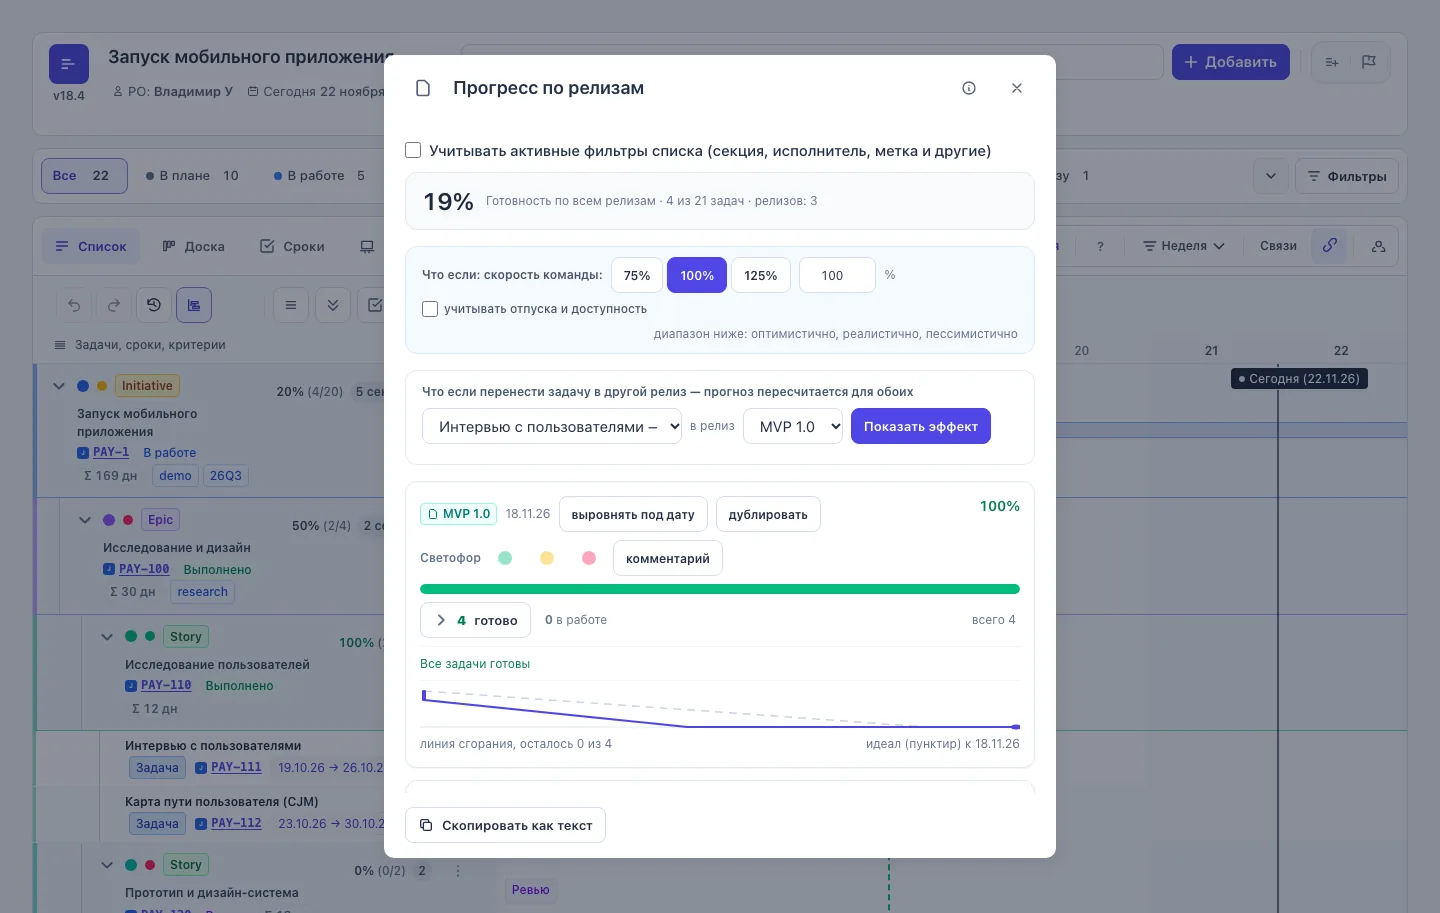 Запуск мобильного приложения
v18.4
PO: Владимир У
Сегодня 22 ноября
Добавить
Все 22
В плане 10
В работе 5
1
Фильтры
Список
Доска
Сроки
?
Неделя
Связи
Задачи, сроки, критерии
20
21
22
Сегодня (22.11.26)
Initiative
20% (4/20)
Запуск мобильного
приложения
PAY-1 В работе
Σ 169 дн demo 26Q3
Epic
50% (2/4)
Исследование и дизайн
PAY-100 Выполнено
Σ 30 дн research
Story
100%
Исследование пользователей
PAY-110 Выполнено
Σ 12 дн
Интервью с пользователями
Задача PAY-111 19.10.26 → 26.10.2
Карта пути пользователя (CJM)
Задача PAY-112 23.10.26 → 30.10.2
Story
0% (0/2) 2
Прототип и дизайн-система
Ревью
Прогресс по релизам
Учитывать активные фильтры списка (секция, исполнитель, метка и другие)
19% Готовность по всем релизам · 4 из 21 задач · релизов: 3
Что если: скорость команды: 75% 100% 125% 100 %
учитывать отпуска и доступность
диапазон ниже: оптимистично, реалистично, пессимистично
Что если перенести задачу в другой релиз — прогноз пересчитается для обоих
Интервью с пользователями — в релиз MVP 1.0 Показать эффект
MVP 1.0 18.11.26 выровнять под дату дублировать 100%
Светофор комментарий
4 готово 0 в работе всего 4
Все задачи готовы
линия сгорания, осталось 0 из 4 идеал (пунктир) к 18.11.26
Скопировать как текст